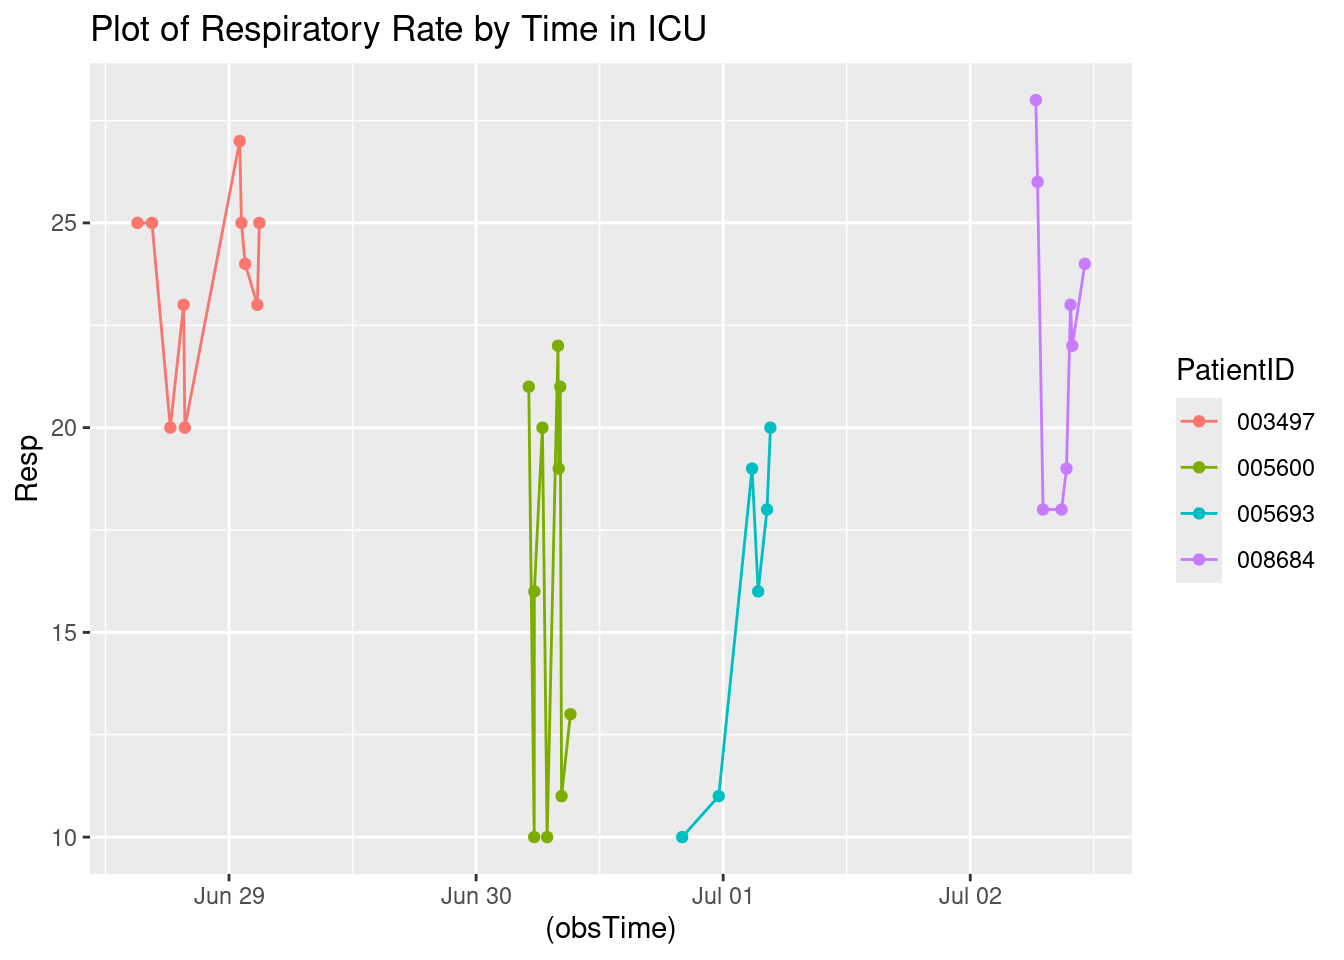 Plot of Respiratory Rate by Time in ICU
Resp
25
20
15
10
Jun 29
Jun 30
Jul 01
Jul 02
(obsTime)
PatientID
003497
005600
005693
008684